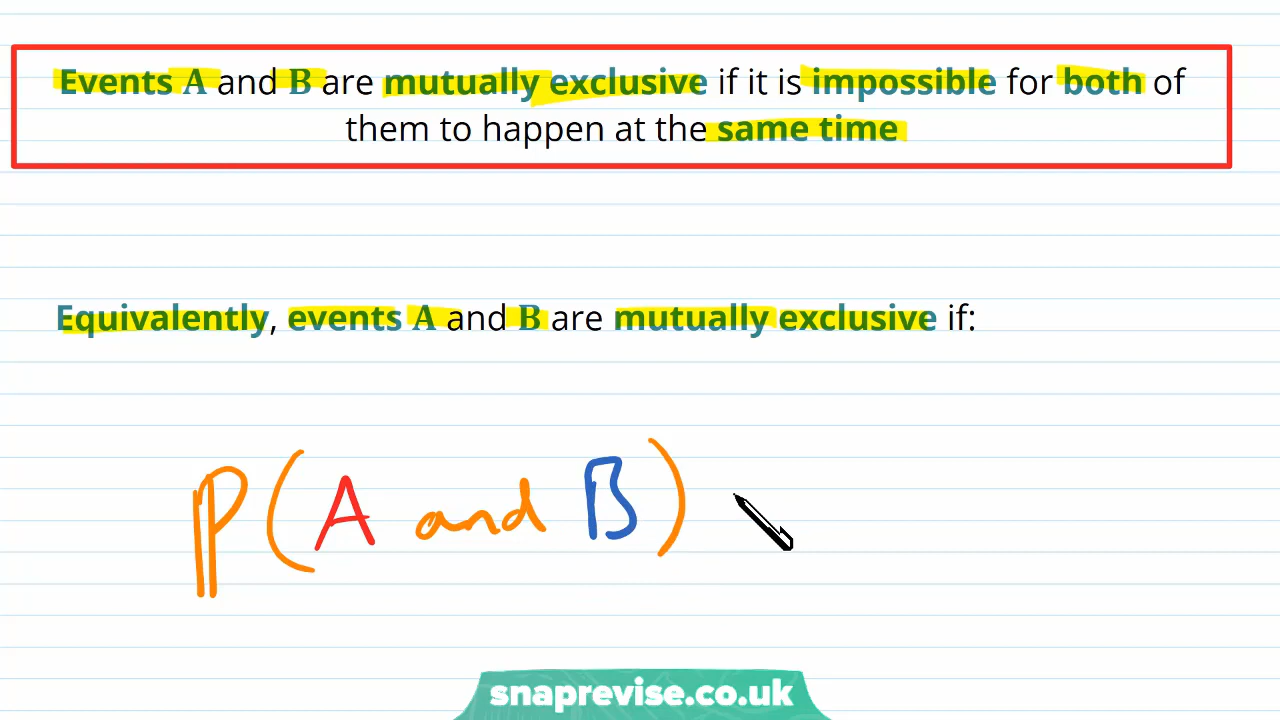 Events A and B are mutually exclusive if it is impossible for both of
them to happen at the same time
Equivalently, events A and B are mutually exclusive if:
ℙ(A and B)
snaprevise.co.uk